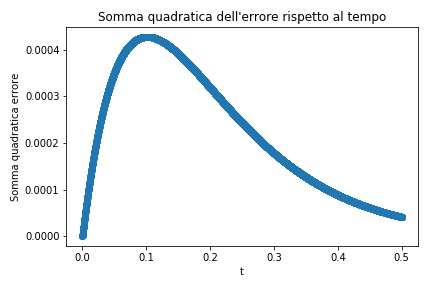 Somma quadratica dell'errore rispetto al tempo
Somma quadratica errore
0.0004
0.0003
0.0002
0.0001
0.0000
0.0 0.1 0.2 0.3 0.4 0.5
t